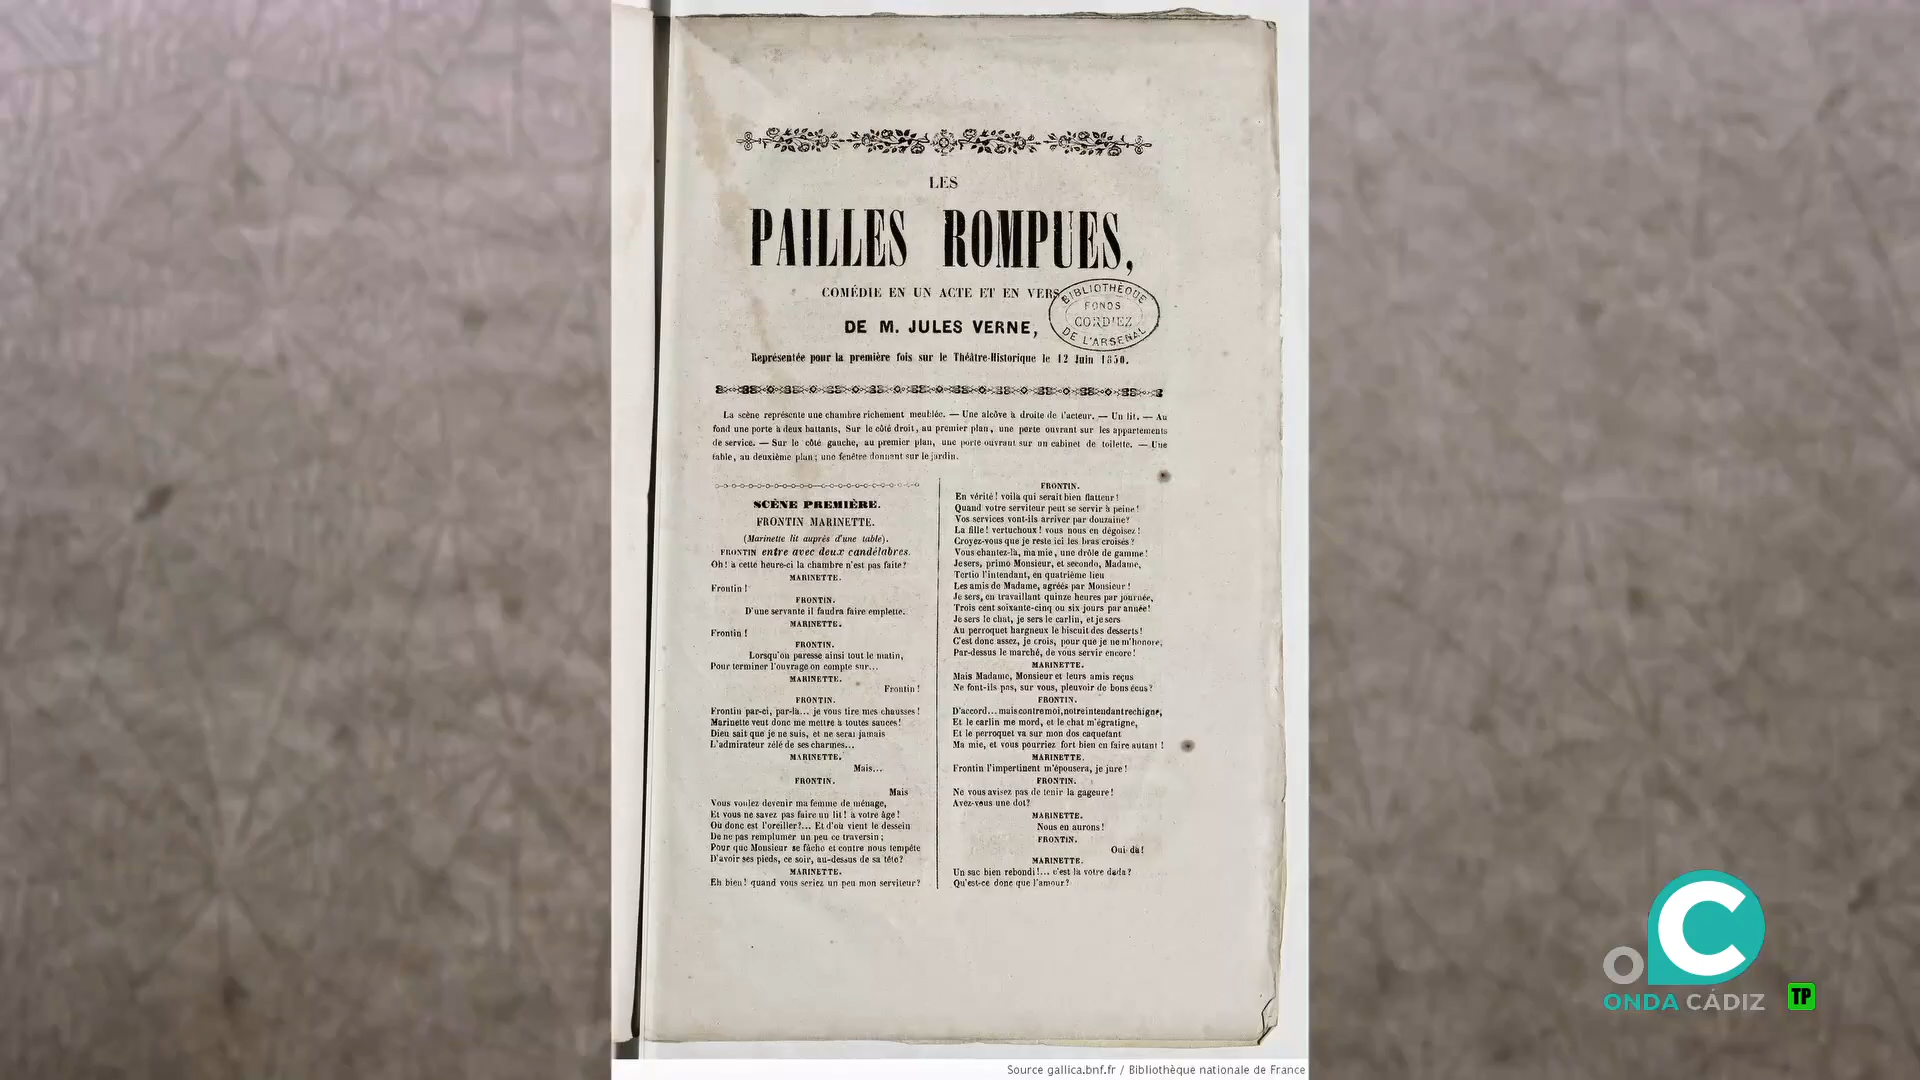 LES
PAILLES ROMPUES,
COMÉDIE EN UN ACTE ET EN VERS
DE M. JULES VERNE,
BIBLIOTHÈQUE
FONDS
CORDIEZ
DE L'ARSENAL
Représentée pour la première fois sur le Théâtre-Historique le 12 Juin 1850.
La scène représente une chambre richement meublée. — Une alcôve à droite de l'acteur. — Un lit. — Au
fond une porte à deux battants, Sur le côté droit, au premier plan, une porte ouvrant sur les appartements
de service. — Sur le côté gauche, au premier plan, une porte ouvrant sur un cabinet de toilette. — Une
table, au deuxième plan; une fenêtre donnant sur le jardin.
SCÈNE PREMIÈRE.
FRONTIN MARINETTE.
(Marinette lit auprès d'une table).
FRONTIN entre avec deux candélabres.
Oh! à cette heure-ci la chambre n'est pas faite?
MARINETTE.
Frontin!
FRONTIN.
D'une servante il faudra faire emplette.
MARINETTE.
Frontin!
FRONTIN.
Lorsqu'on paresse ainsi tout le matin,
Pour terminer l'ouvrage on compte sur...
MARINETTE.
Frontin!
FRONTIN.
Frontin par-ci, par-là... je vous tire mes chausses!
Marinette veut donc me mettre à toutes sauces!
Dieu sait que je ne suis, et ne serai jamais
L'admirateur zélé de ses charmes...
MARINETTE.
Mais...
FRONTIN.
Mais
Vous voulez devenir ma femme de ménage,
Et vous ne savez pas faire un lit! à votre âge!
Où donc est l'oreiller?... Et d'où vient le dessein
De ne pas remplumer un peu ce traversin;
Pour que Monsieur se fâche et contre nous tempête
D'avoir ses pieds, ce soir, au-dessus de sa tête?
MARINETTE.
Eh bien! quand vous seriez un peu mon serviteur?
FRONTIN.
En vérité! voilà qui serait bien flatteur!
Quand votre serviteur peut se servir à peine!
Vos services vont-ils arriver par douzaine?
La fille! vertuchoux! vous nous en dégoisez!
Croyez-vous que je reste ici les bras croisés?
Vous chantez-là, ma mie, une drôle de gamme!
Je sers, primo Monsieur, et secondo, Madame,
Tertio l'intendant, en quatrième lieu
Les amis de Madame, agréés par Monsieur!
Je sers, en travaillant quinze heures par journée,
Trois cent soixante-cinq ou six jours par année!
Je sers le chat, je sers le carlin, et je sers
Au perroquet hargneux le biscuit des desserts!
C'est donc assez, je crois, pour que je ne m'honore,
Par-dessus le marché, de vous servir encore!
MARINETTE.
Mais Madame, Monsieur et leurs amis reçus
Ne font-ils pas, sur vous, pleuvoir de bons écus?
FRONTIN.
D'accord... mais contre moi, notre intendant rechigne,
Et le carlin me mord, et le chat m'égratigne,
Et le perroquet va sur mon dos caquetant
Ma mie, et vous pourriez fort bien en faire autant!
MARINETTE.
Frontin l'impertinent m'épousera, je jure!
FRONTIN.
Ne vous avisez pas de tenir la gageure!
Avez-vous une dot?
MARINETTE.
Nous en aurons!
FRONTIN.
Oui dà!
MARINETTE.
Un sac bien rebondi!... c'est là votre dada?
Qu'est-ce donc que l'amour?
Source gallica.bnf.fr / Bibliothèque nationale de France
O C
ONDA CÁDIZ
TP